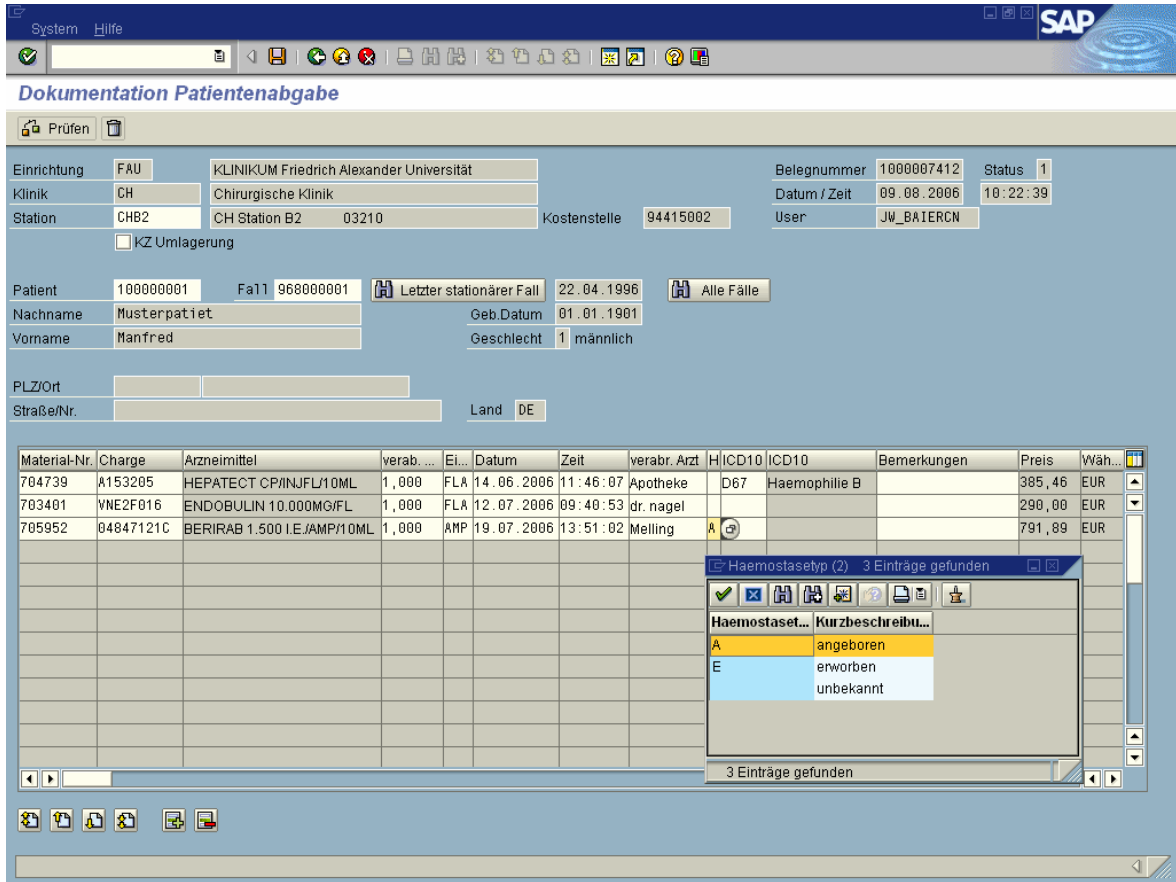 System Hilfe
SAP
Dokumentation Patientenabgabe
Prüfen
Einrichtung FAU KLINIKUM Friedrich Alexander Universität Belegnummer 1000007412 Status 1
Klinik CH Chirurgische Klinik Datum / Zeit 09.08.2006 10:22:39
Station CHB2 CH Station B2 03210 Kostenstelle 94415002 User JW_BAIERCN
KZ Umlagerung
Patient 100000001 Fall 968000001 Letzter stationärer Fall 22.04.1996 Alle Fälle
Nachname Musterpatiet Geb.Datum 01.01.1901
Vorname Manfred Geschlecht 1 männlich
PLZ/Ort
Straße/Nr. Land DE
Material-Nr. Charge Arzneimittel verab. ... Ei... Datum Zeit verabr. Arzt H ICD10 ICD10 Bemerkungen Preis Wäh...
704739 A153205 HEPATECT CP/INJFL/10ML 1,000 FLA 14.06.2006 11:46:07 Apotheke D67 Haemophilie B 385,46 EUR
703401 VNE2F016 ENDOBULIN 10.000MG/FL 1,000 FLA 12.07.2006 09:40:53 dr. nagel 290,00 EUR
705952 04847121C BERIRAB 1.500 I.E./AMP/10ML 1,000 AMP 19.07.2006 13:51:02 Melling A 791,89 EUR
Haemostasetyp (2) 3 Einträge gefunden
Haemostaset... Kurzbeschreibu...
A angeboren
E erworben
unbekannt
3 Einträge gefunden